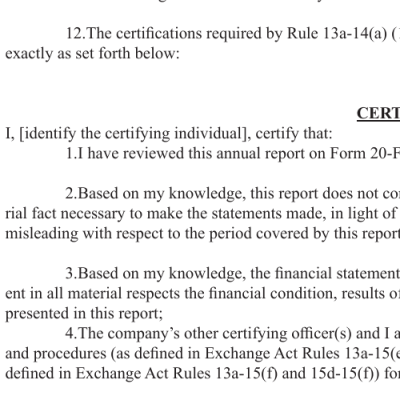 12.The certifications required by Rule 13a-14(a) (
exactly as set forth below:
CERT
I, [identify the certifying individual], certify that:
1.I have reviewed this annual report on Form 20-F
2.Based on my knowledge, this report does not
rial fact necessary to make the statements made, in light of
misleading with respect to the period covered by this report
3.Based on my knowledge, the financial statement
ent in all material respects the financial condition, results
presented in this report;
4.The company’s other certifying officer(s) and I
and procedures (as defined in Exchange Act Rules 13a-15(e
defined in Exchange Act Rules 13a-15(f) and 15d-15(f)) for